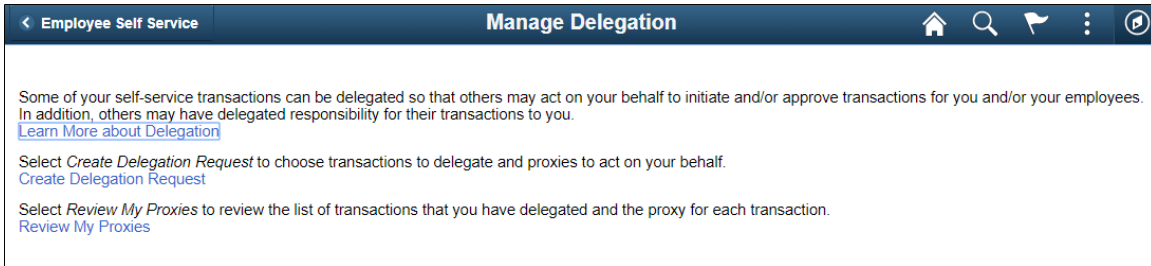 Employee Self Service
Manage Delegation
Some of your self-service transactions can be delegated so that others may act on your behalf to initiate and/or approve transactions for you and/or your employees.
In addition, others may have delegated responsibility for their transactions to you.
Learn More about Delegation
Select Create Delegation Request to choose transactions to delegate and proxies to act on your behalf.
Create Delegation Request
Select Review My Proxies to review the list of transactions that you have delegated and the proxy for each transaction.
Review My Proxies